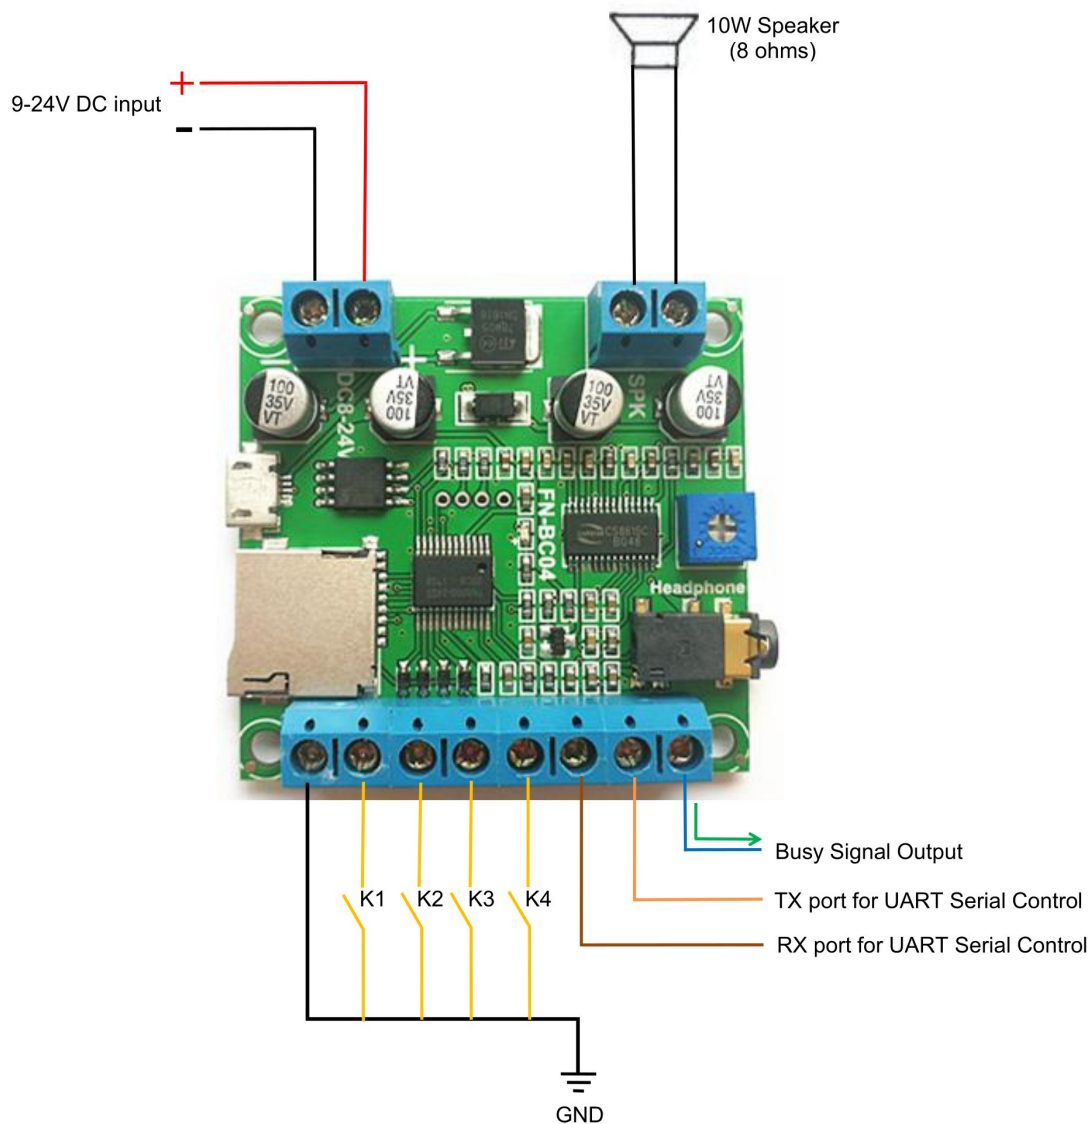 10W Speaker
(8 ohms)
+
9-24V DC input
-
+
100
35V
VT
100
35V
VT
DC8-24V
100
35V
VT
SPK
100
35V
VT
FN-BC04
CS8615C
Headphone
K1
K2
K3
K4
Busy Signal Output
TX port for UART Serial Control
RX port for UART Serial Control
GND